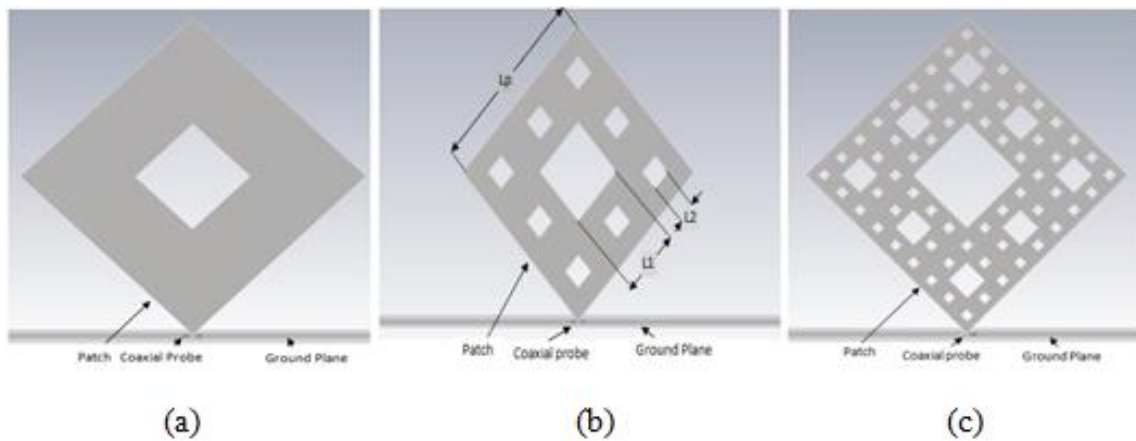 Lp
L2
L1
Patch Coaxial Probe Ground Plane
Patch Coaxial probe Ground Plane
Patch Coaxial probe Ground Plane
(a) (b) (c)